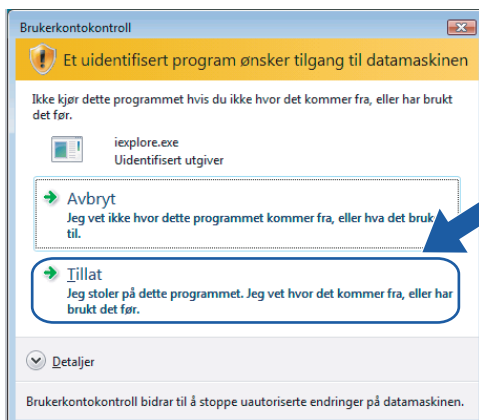 Brukerkontokontroll
Et uidentifisert program ønsker tilgang til datamaskinen
Ikke kjør dette programmet hvis du ikke hvor det kommer fra, eller har brukt
det før.
iexplore.exe
Uidentifisert utgiver
Avbryt
Jeg vet ikke hvor dette programmet kommer fra, eller hva det bruk
til.
Tillat
Jeg stoler på dette programmet. Jeg vet hvor det kommer fra, eller har
brukt det før.
Detaljer
Brukerkontokontroll bidrar til å stoppe uautoriserte endringer på datamaskinen.